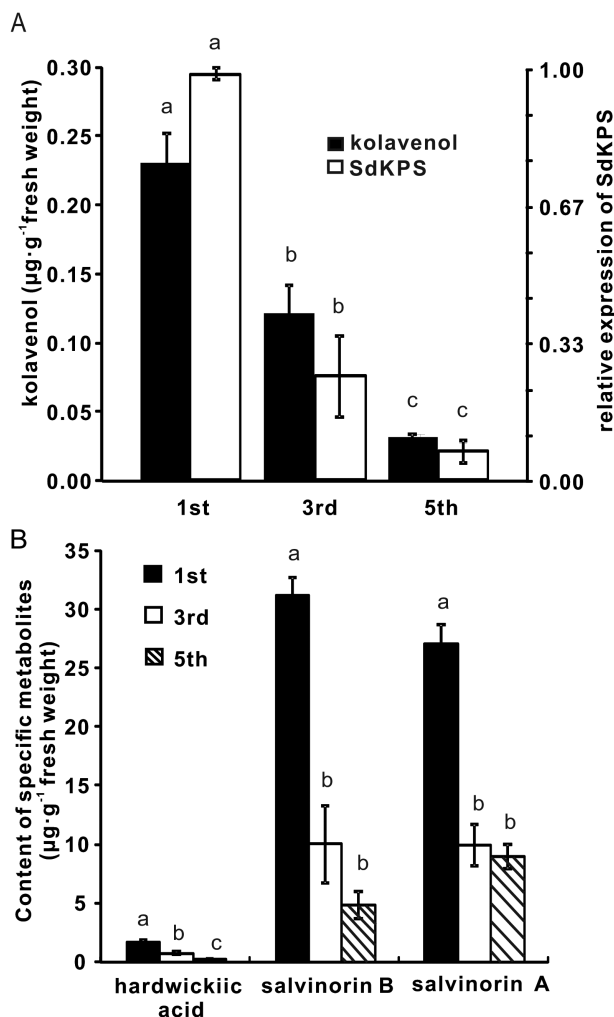 A
kolavenol (µg·g⁻¹fresh weight)
0.30
0.25
0.20
0.15
0.10
0.05
0.00
a
a
b
b
c
c
kolavenol
SdKPS
1.00
0.67
0.33
0.00
relative expression of SdKPS
1st
3rd
5th
B
Content of specific metabolites
(µg·g⁻¹ fresh weight)
35
30
25
20
15
10
5
0
1st
3rd
5th
a
b
c
a
b
b
a
b
b
hardwickiic
acid
salvinorin B
salvinorin A